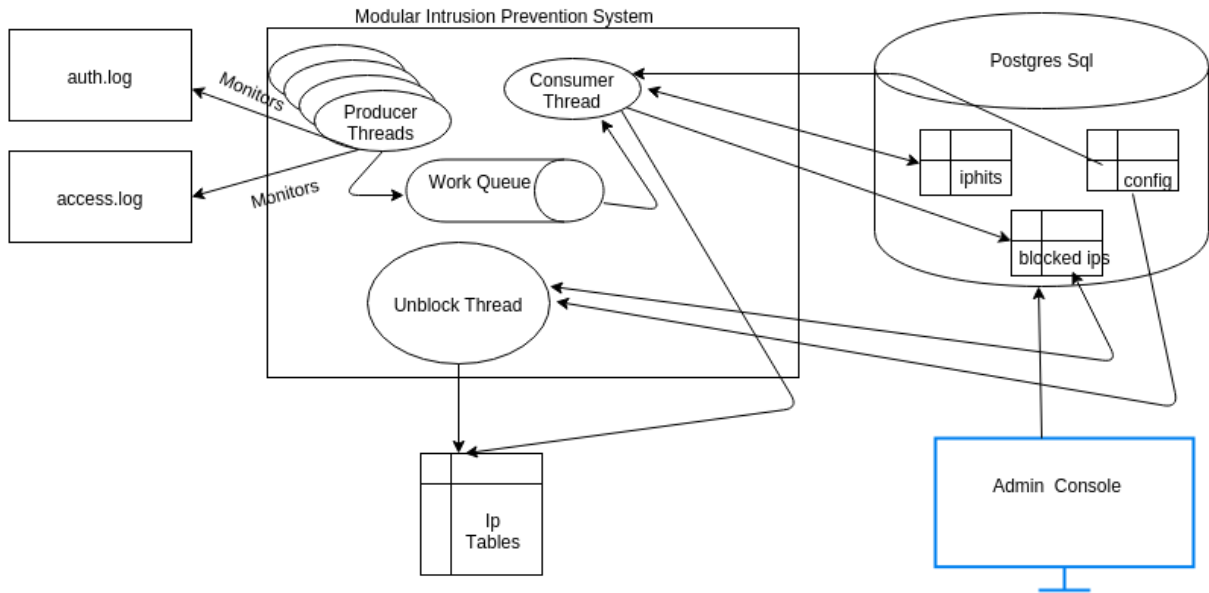 Modular Intrusion Prevention System
auth.log
Monitors
Producer
Threads
Consumer
Thread
Postgres Sql
access.log
Monitors
Work Queue
iphits
config
blocked ips
Unblock Thread
Ip
Tables
Admin Console